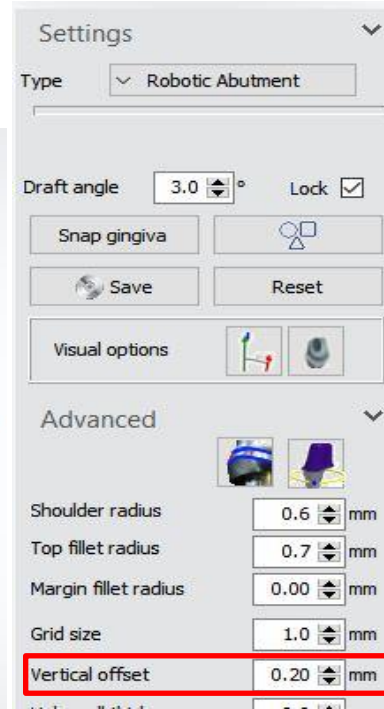 Settings
Type Robotic Abutment
Draft angle 3.0 ° Lock
Snap gingiva
Save Reset
Visual options
Advanced
Shoulder radius 0.6 mm
Top fillet radius 0.7 mm
Margin fillet radius 0.00 mm
Grid size 1.0 mm
Vertical offset 0.20 mm